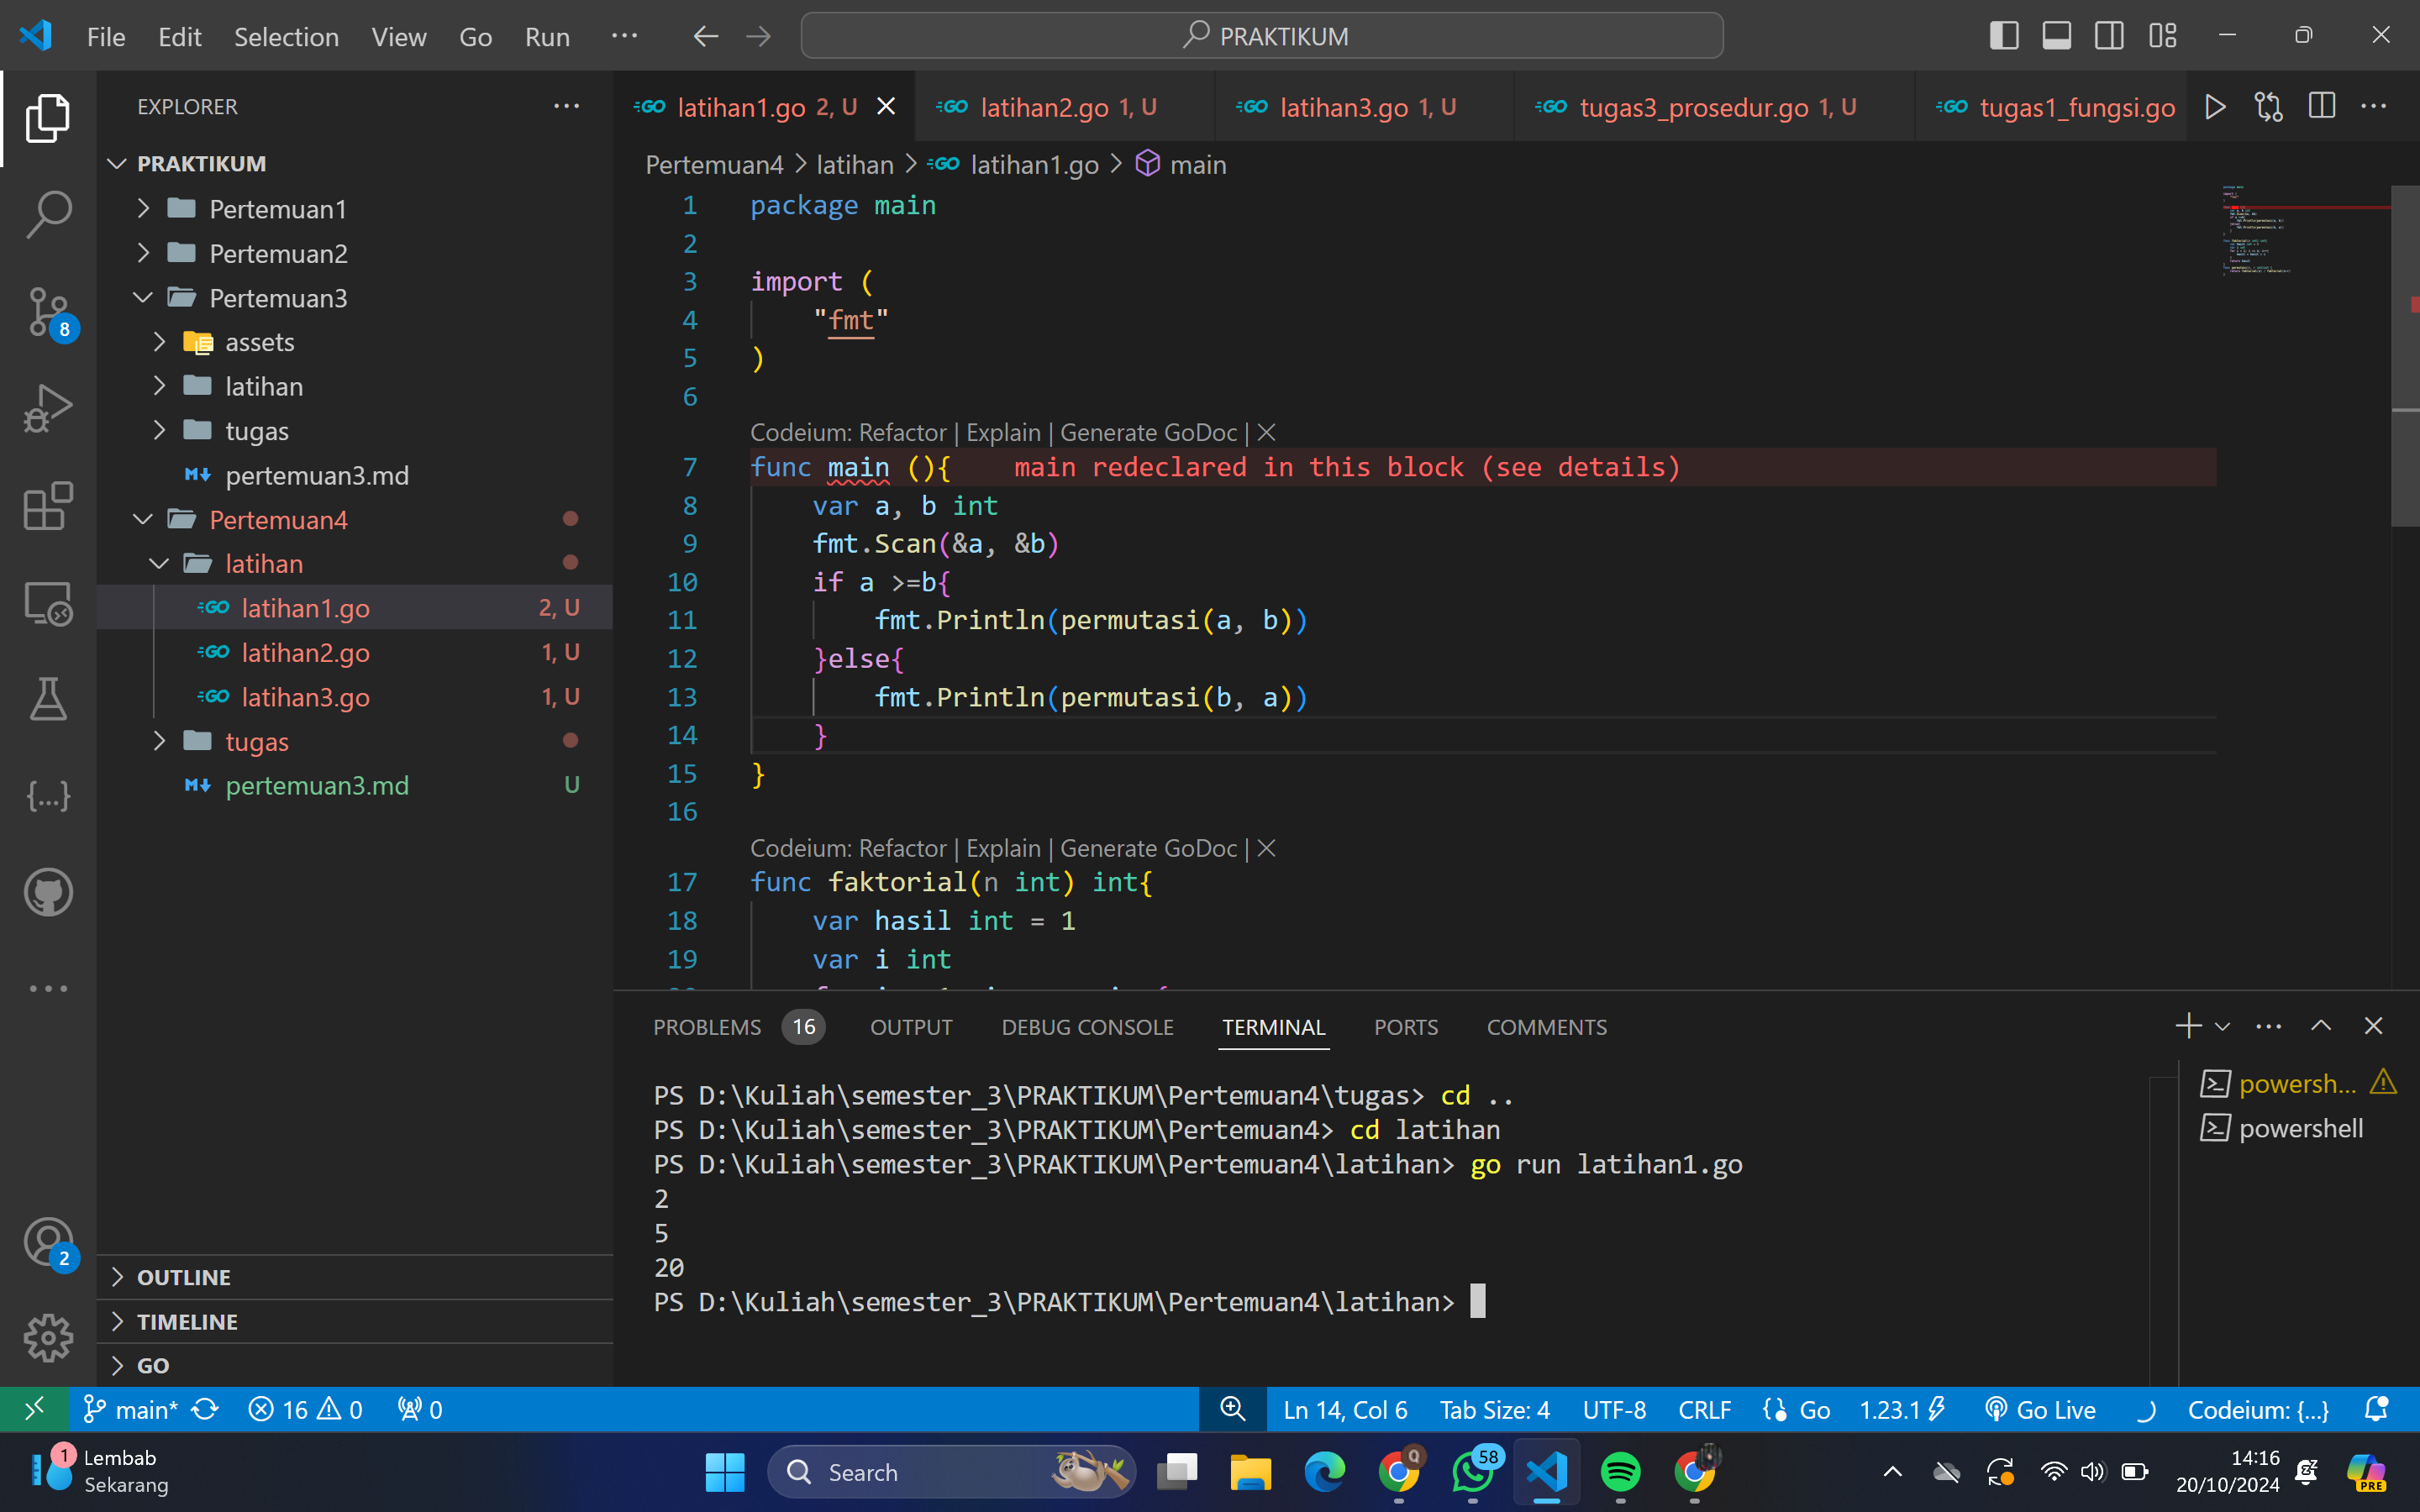 File Edit Selection View Go Run ··· PRAKTIKUM
EXPLORER
PRAKTIKUM
Pertemuan1
Pertemuan2
Pertemuan3
assets
latihan
tugas
pertemuan3.md
Pertemuan4
latihan
latihan1.go 2, U
latihan2.go 1, U
latihan3.go 1, U
tugas
pertemuan3.md U
OUTLINE
TIMELINE
GO
8
2
latihan1.go 2, U latihan2.go 1, U latihan3.go 1, U tugas3_prosedur.go 1, U tugas1_fungsi.go
Pertemuan4 > latihan > latihan1.go > main
1 package main
2
3 import (
4 "fmt"
5 )
6
Codeium: Refactor | Explain | Generate GoDoc | ×
7 func main (){ main redeclared in this block (see details)
8 var a, b int
9 fmt.Scan(&a, &b)
10 if a >=b{
11 fmt.Println(permutasi(a, b))
12 }else{
13 fmt.Println(permutasi(b, a))
14 }
15 }
16
Codeium: Refactor | Explain | Generate GoDoc | ×
17 func faktorial(n int) int{
18 var hasil int = 1
19 var i int
PROBLEMS 16 OUTPUT DEBUG CONSOLE TERMINAL PORTS COMMENTS
PS D:\Kuliah\semester_3\PRAKTIKUM\Pertemuan4\tugas> cd ..
PS D:\Kuliah\semester_3\PRAKTIKUM\Pertemuan4> cd latihan
PS D:\Kuliah\semester_3\PRAKTIKUM\Pertemuan4\latihan> go run latihan1.go
2
5
20
PS D:\Kuliah\semester_3\PRAKTIKUM\Pertemuan4\latihan>
powersh...
powershell
main* 16 0 0 Ln 14, Col 6 Tab Size: 4 UTF-8 CRLF Go 1.23.1 Go Live Codeium: {...}
1 Lembab
Sekarang
Search
58
14:16
20/10/2024
PRE